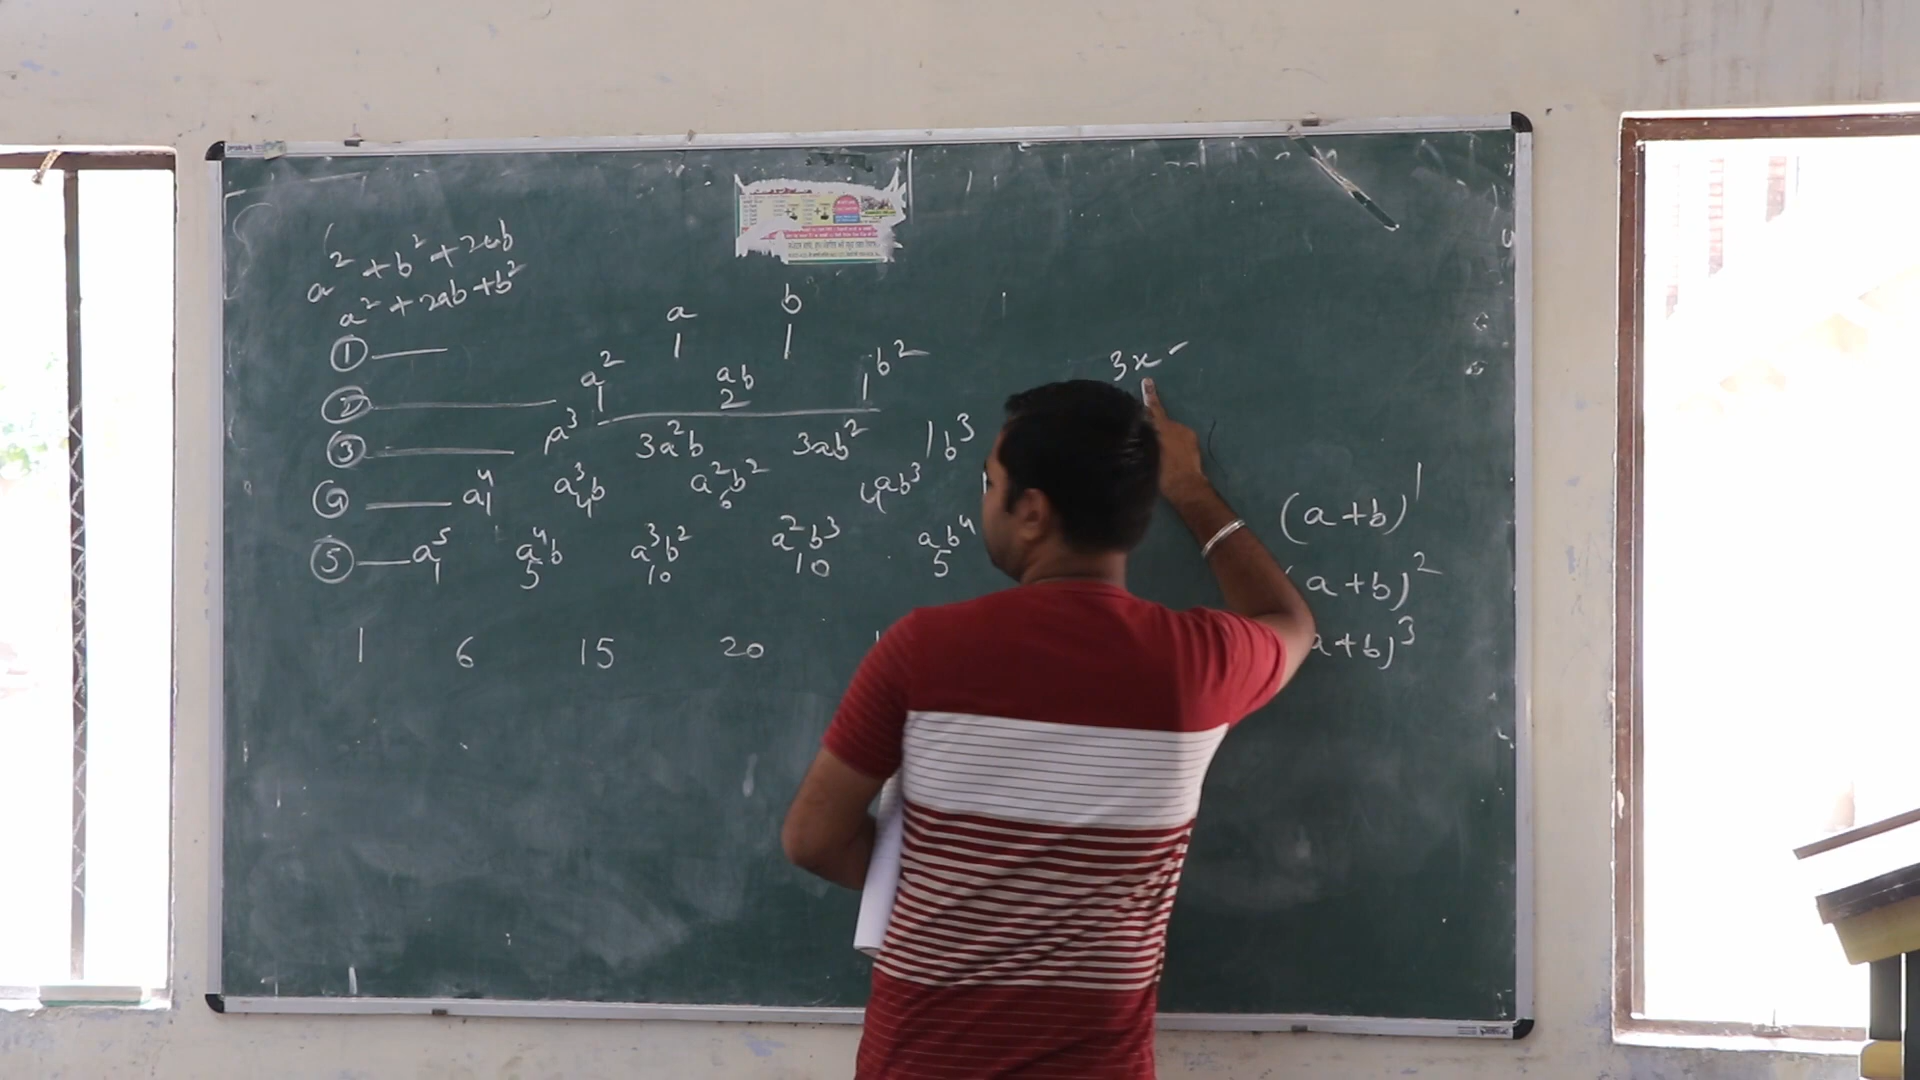 a² + b² + 2ab
a² + 2ab + b²
a b
① 1 1
a² ab b²
② 1 2 1
③ a³ 3a²b 3ab² 1b³
④ a⁴ a³b a²b² ab³
1 4 6 4
⑤ a⁵ a⁴b a³b² a²b³ ab⁴
1 5 10 10 5
1 6 15 20
3x -
(a+b)¹
(a+b)²
a+b)³